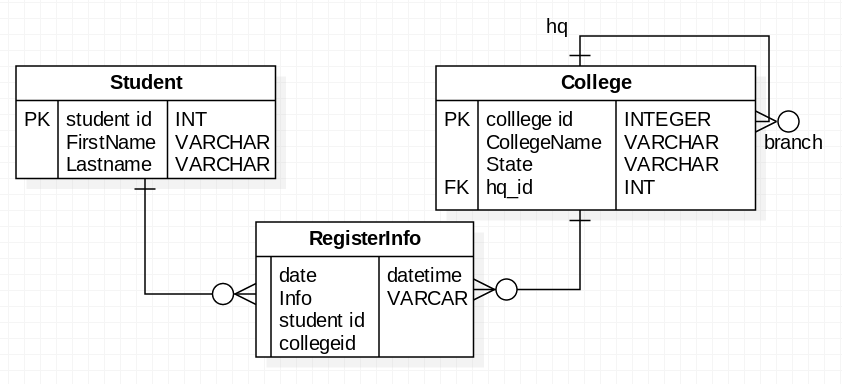 hq
Student
PK student id INT
FirstName VARCHAR
Lastname VARCHAR
College
PK colllege id INTEGER
CollegeName VARCHAR
State VARCHAR
FK hq_id INT
branch
RegisterInfo
date datetime
Info VARCAR
student id
collegeid